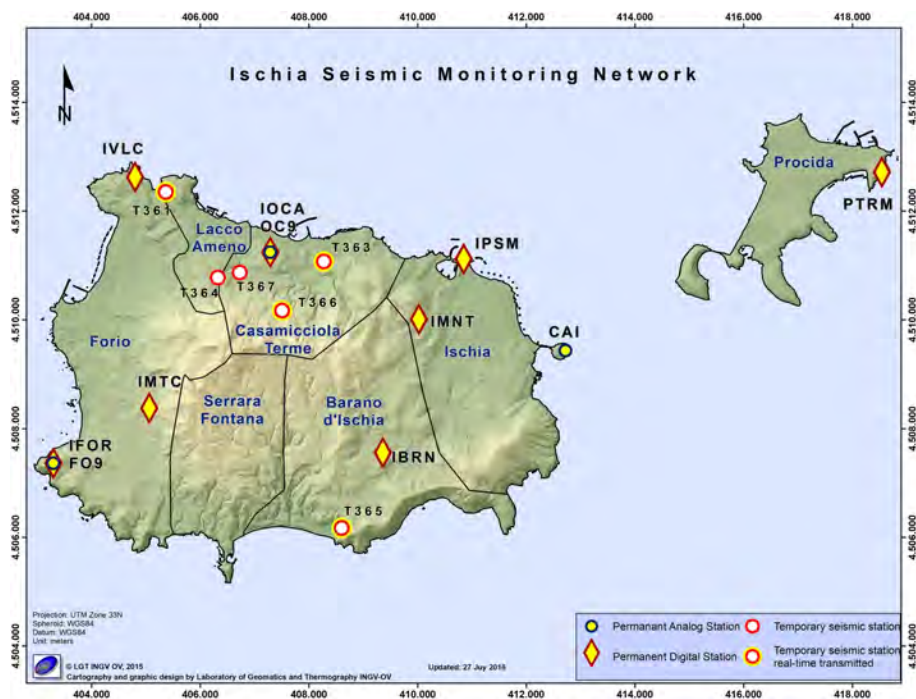 404.000 406.000 408.000 410.000 412.000 414.000 416.000 418.000
Ischia Seismic Monitoring Network
N
4.514.000
4.514.000
IVLC
Procida
T361
PTRM
4.512.000
4.512.000
IOCA
OC9
Lacco
Ameno
T363
IPSM
T364
T367
T366
4.510.000
4.510.000
IMNT
Casamicciola
Terme
CAI
Forio
Ischia
IMTC
Serrara
Fontana
Barano
d'Ischia
4.508.000
4.508.000
IFOR
FO9
IBRN
T365
4.506.000
4.506.000
Projection: UTM Zone 33N
Spheroid: WGS84
Datum: WGS84
Unit: meters
4.504.000
4.504.000
Permanant Analog Station
Temporary seismic station
Permanent Digital Station
Temporary seismic station
real-time transmitted
© LGT INGV OV, 2015
Updated: 27 Juy 2016
Cartography and graphic design by Laboratory of Geomatics and Thermography INGV-OV
404.000 406.000 408.000 410.000 412.000 414.000 416.000 418.000